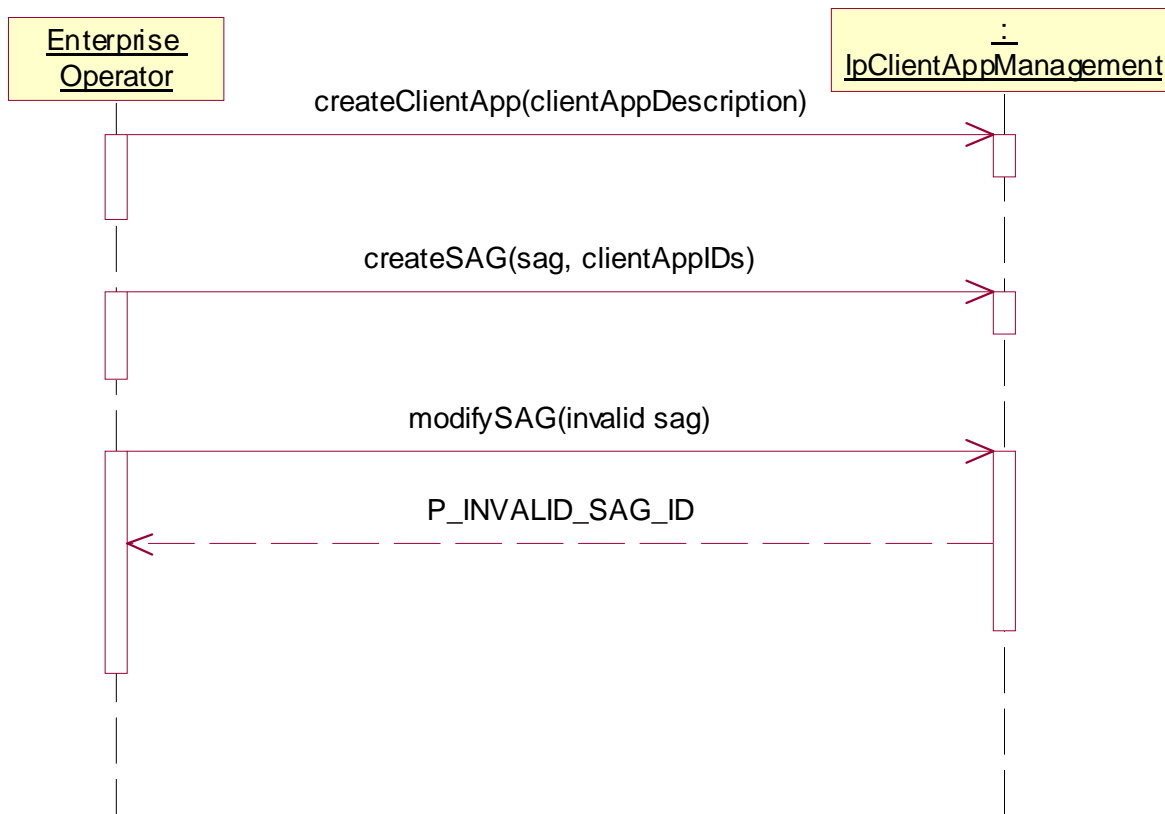 Enterprise
Operator
:
IpClientAppManagement
createClientApp(clientAppDescription)
createSAG(sag, clientAppIDs)
modifySAG(invalid sag)
P_INVALID_SAG_ID